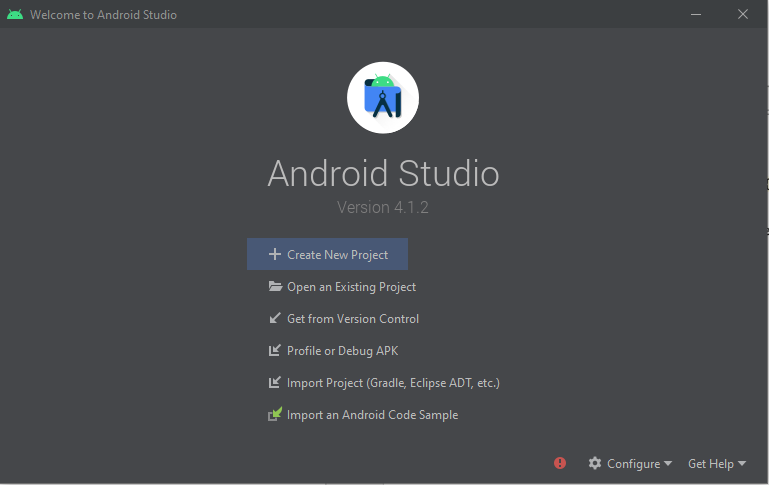 Welcome to Android Studio
Android Studio
Version 4.1.2
Create New Project
Open an Existing Project
Get from Version Control
Profile or Debug APK
Import Project (Gradle, Eclipse ADT, etc.)
Import an Android Code Sample
Configure Get Help